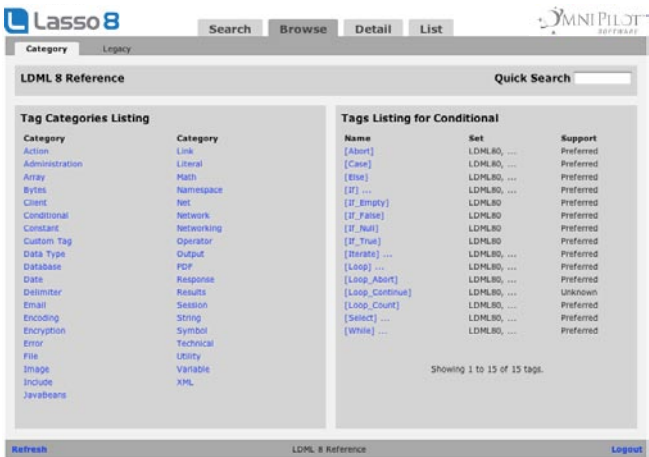 Lasso 8
Search Browse Detail List
OMNIPILOT
SOFTWARE
Category Legacy
LDML 8 Reference
Quick Search
Tag Categories Listing
Category Category
Action Link
Administration Literal
Array Math
Bytes Namespace
Client Net
Conditional Network
Constant Networking
Custom Tag Operator
Data Type Output
Database PDF
Date Response
Delimiter Results
Email Session
Encoding String
Encryption Symbol
Error Technical
File Utility
Image Variable
Include XML
JavaBeans
Tags Listing for Conditional
Name Set Support
[Abort] LDML80, ... Preferred
[Case] LDML80, ... Preferred
[Else] LDML80, ... Preferred
[If] ... LDML80, ... Preferred
[If_Empty] LDML80 Preferred
[If_False] LDML80 Preferred
[If_Null] LDML80 Preferred
[If_True] LDML80 Preferred
[Iterate] ... LDML80, ... Preferred
[Loop] ... LDML80, ... Preferred
[Loop_Abort] LDML80, ... Preferred
[Loop_Continue] LDML80, ... Unknown
[Loop_Count] LDML80, ... Preferred
[Select] ... LDML80, ... Preferred
[While] ... LDML80, ... Preferred
Showing 1 to 15 of 15 tags.
Refresh LDML 8 Reference Logout